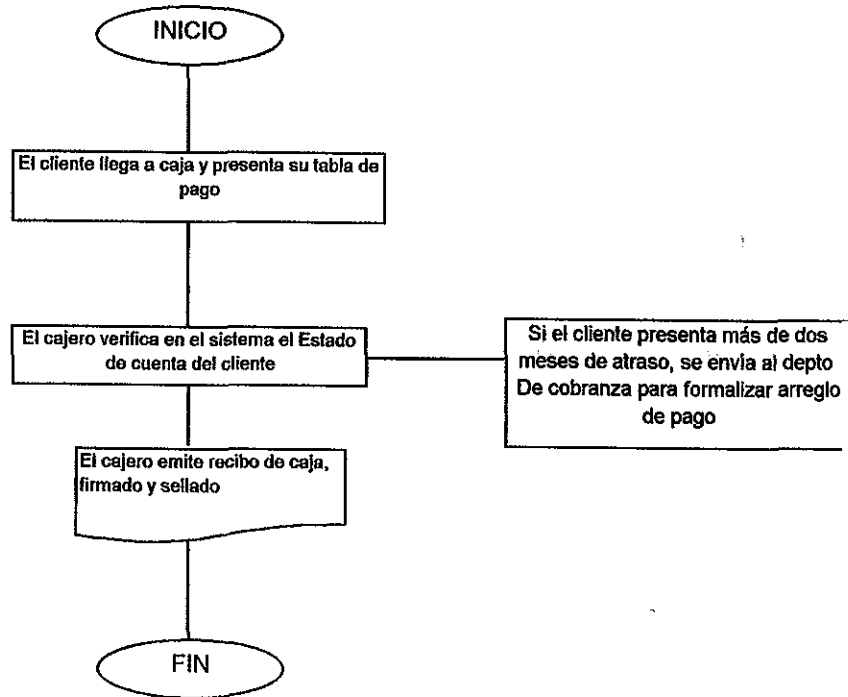 INICIO
El cliente llega a caja y presenta su tabla de
pago
El cajero verifica en el sistema el Estado
de cuenta del cliente
Si el cliente presenta más de dos
meses de atraso, se envia al depto
De cobranza para formalizar arreglo
de pago
El cajero emite recibo de caja,
firmado y sellado
FIN